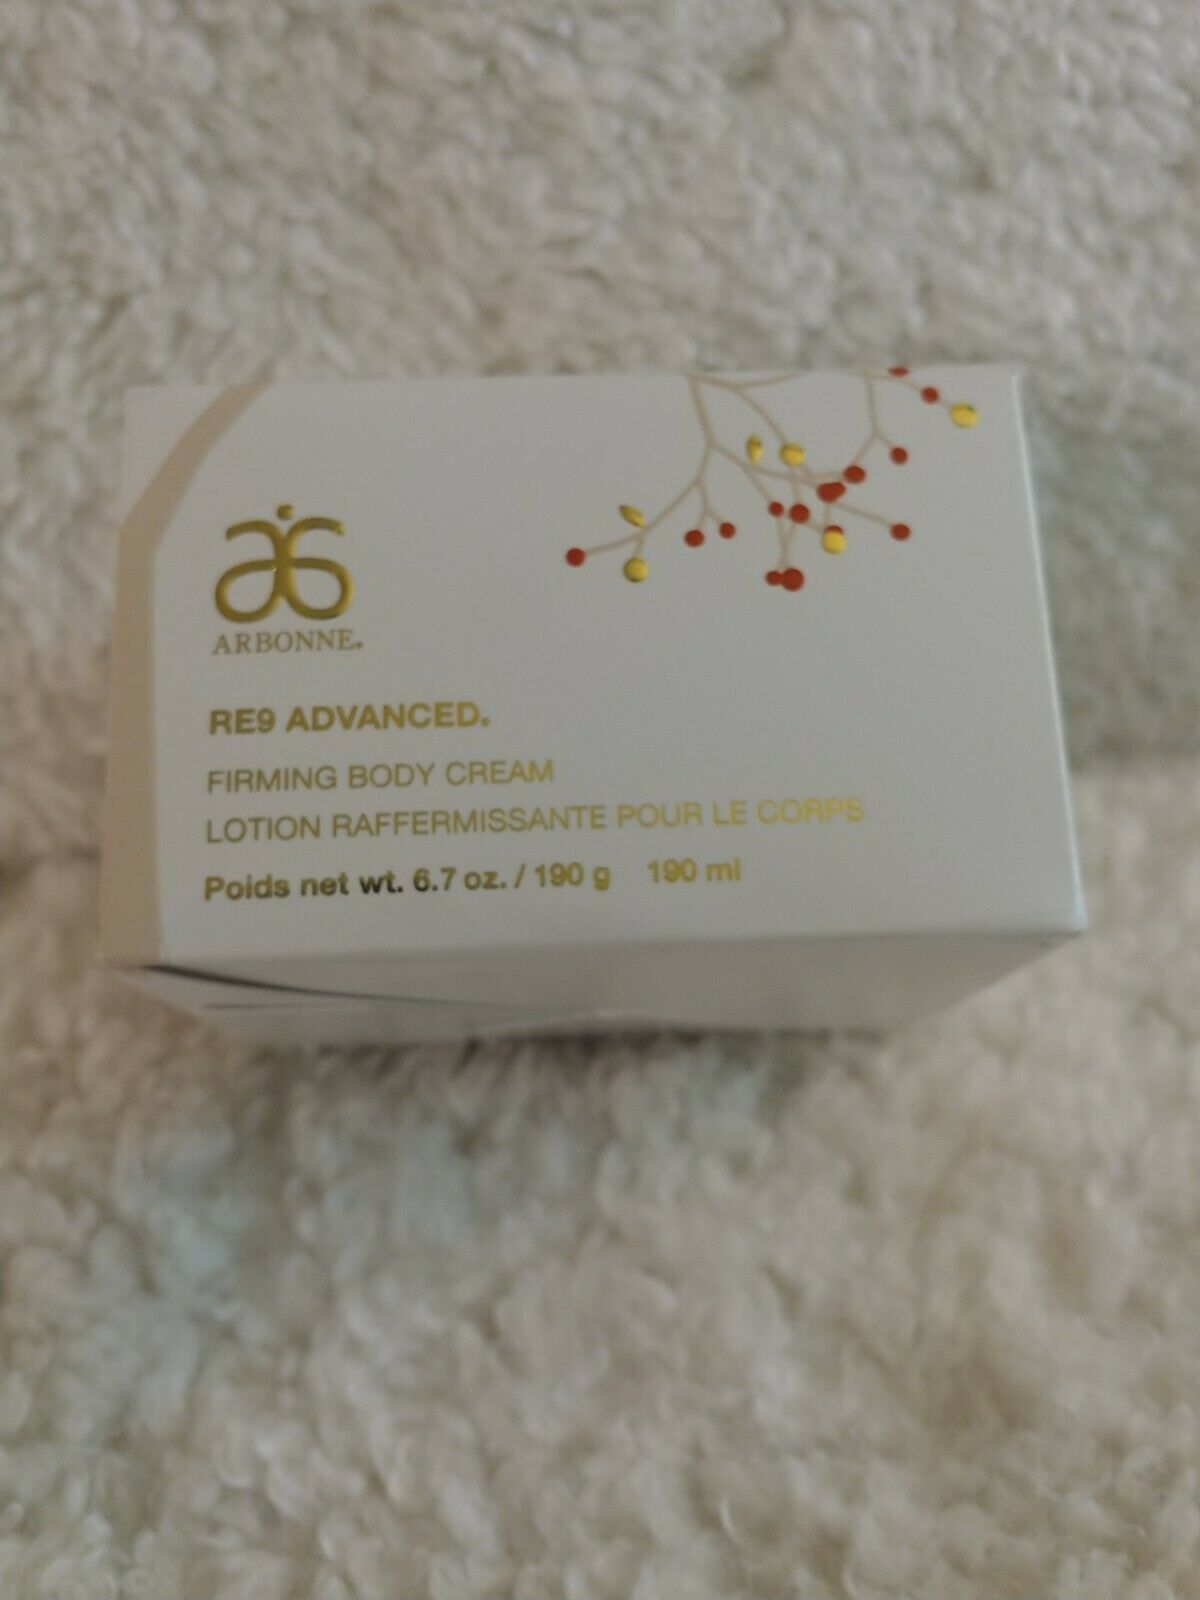 ARBONNE.
RE9 ADVANCED.
FIRMING BODY CREAM
LOTION RAFFERMISSANTE POUR LE CORPS
Poids net wt. 6.7 oz. / 190 g 190 ml